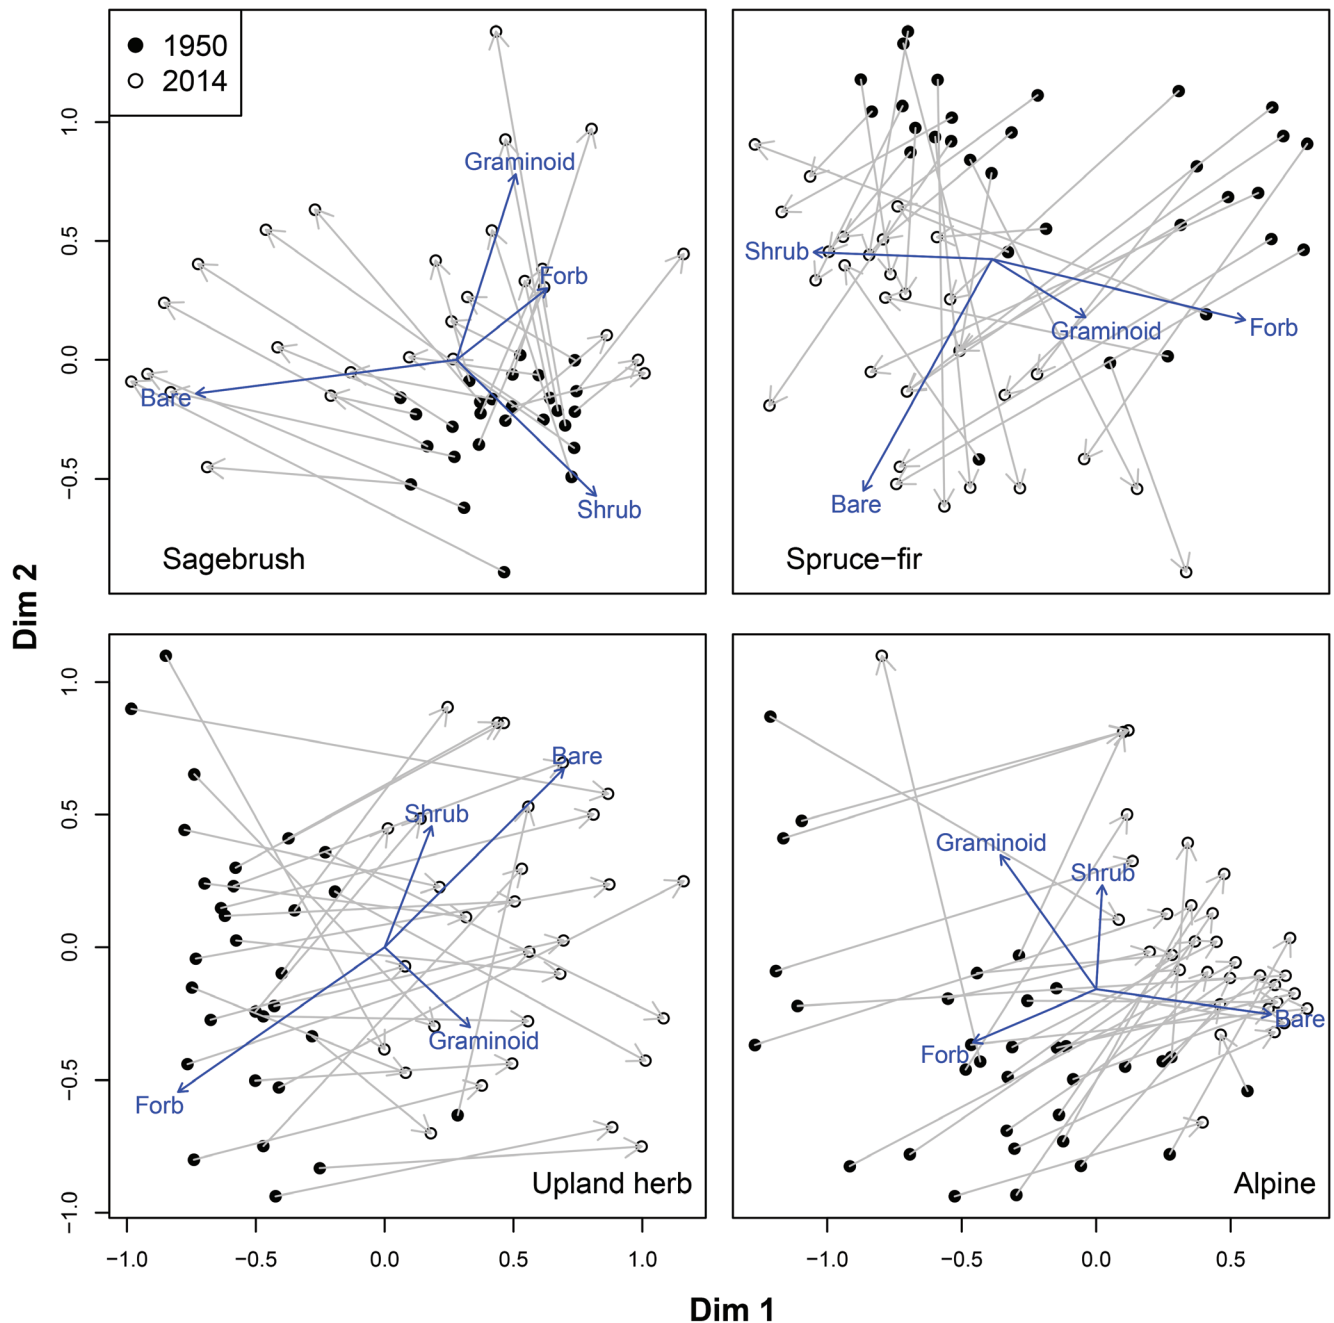 1950
2014
1.0
0.5
0.0
−0.5
Graminoid
Forb
Bare
Shrub
Sagebrush
Shrub
Graminoid
Forb
Bare
Spruce−fir
Dim 2
1.0
0.5
0.0
−0.5
−1.0
Bare
Shrub
Graminoid
Forb
Upland herb
Graminoid
Shrub
Forb
Bare
Alpine
−1.0 −0.5 0.0 0.5 1.0
−1.0 −0.5 0.0 0.5
Dim 1